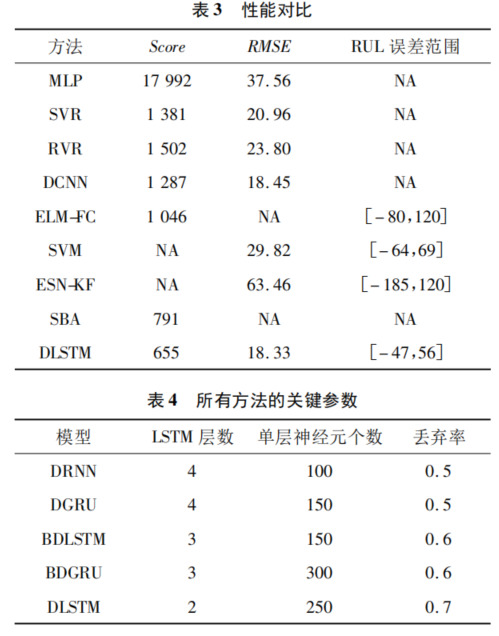 表 3 性能对比
方法 Score RMSE RUL 误差范围
MLP 17 992 37.56 NA
SVR 1 381 20.96 NA
RVR 1 502 23.80 NA
DCNN 1 287 18.45 NA
ELM-FC 1 046 NA [-80,120]
SVM NA 29.82 [-64,69]
ESN-KF NA 63.46 [-185,120]
SBA 791 NA NA
DLSTM 655 18.33 [-47,56]
表 4 所有方法的关键参数
模型 LSTM 层数 单层神经元个数 丢弃率
DRNN 4 100 0.5
DGRU 4 150 0.5
BDLSTM 3 150 0.6
BDGRU 3 300 0.6
DLSTM 2 250 0.7